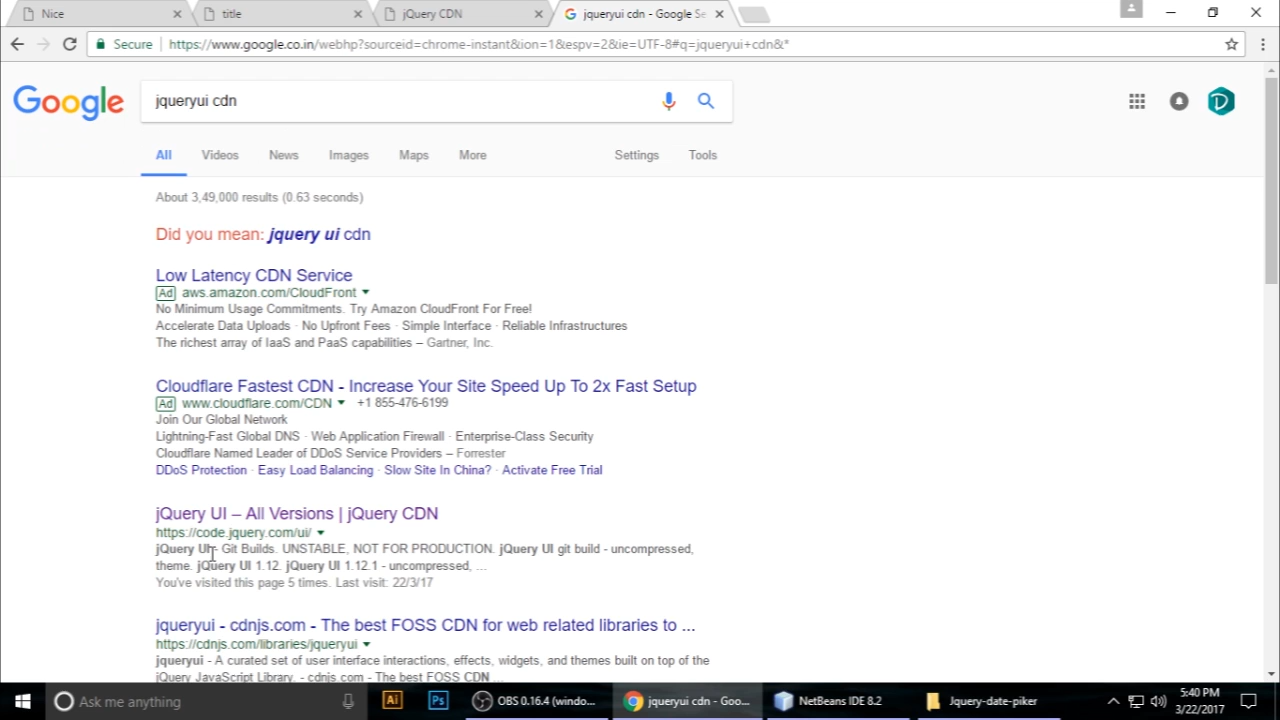 Nice
title
jQuery CDN
jqueryui cdn - Google Se
Secure
https://www.google.co.in/webhp?sourceid=chrome-instant&ion=1&espv=2&ie=UTF-8#q=jqueryui+cdn&*
Google
jqueryui cdn
D
All
Videos
News
Images
Maps
More
Settings
Tools
About 3,49,000 results (0.63 seconds)
Did you mean: jquery ui cdn
Low Latency CDN Service
Ad aws.amazon.com/CloudFront
No Minimum Usage Commitments. Try Amazon CloudFront For Free!
Accelerate Data Uploads · No Upfront Fees · Simple Interface · Reliable Infrastructures
The richest array of IaaS and PaaS capabilities – Gartner, Inc.
Cloudflare Fastest CDN - Increase Your Site Speed Up To 2x Fast Setup
Ad www.cloudflare.com/CDN +1 855-476-6199
Join Our Global Network
Lightning-Fast Global DNS · Web Application Firewall · Enterprise-Class Security
Cloudflare Named Leader of DDoS Service Providers – Forrester
DDoS Protection · Easy Load Balancing · Slow Site In China? · Activate Free Trial
jQuery UI – All Versions | jQuery CDN
https://code.jquery.com/ui/
jQuery UI - Git Builds. UNSTABLE, NOT FOR PRODUCTION. jQuery UI git build - uncompressed,
theme. jQuery UI 1.12. jQuery UI 1.12.1 - uncompressed, ...
You've visited this page 5 times. Last visit: 22/3/17
jqueryui - cdnjs.com - The best FOSS CDN for web related libraries to ...
https://cdnjs.com/libraries/jqueryui
jqueryui - A curated set of user interface interactions, effects, widgets, and themes built on top of the
jQuery JavaScript Library. - cdnjs.com - The best FOSS CDN ...
Ask me anything
Ai
Ps
OBS 0.16.4 (windo...
jqueryui cdn - Goo...
NetBeans IDE 8.2
Jquery-date-piker
5:40 PM
3/22/2017